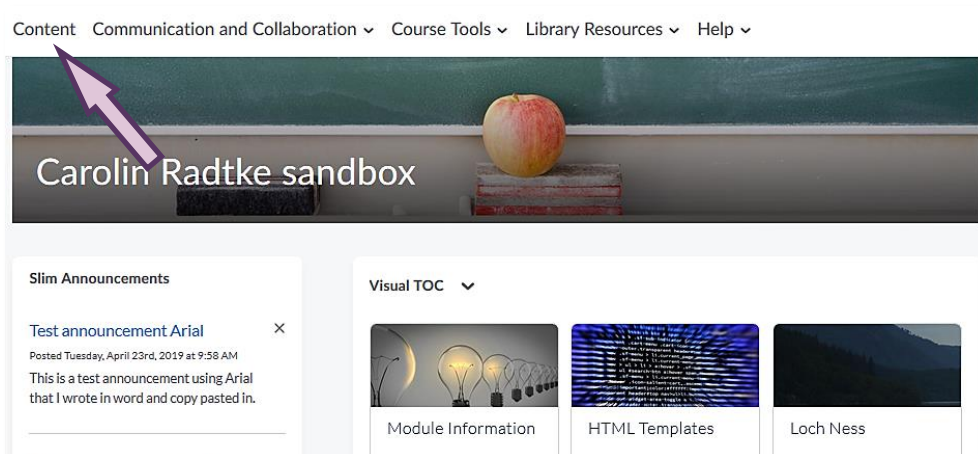 Content Communication and Collaboration Course Tools Library Resources Help
Carolin Radtke sandbox
Slim Announcements
Test announcement Arial
Posted Tuesday, April 23rd, 2019 at 9:58 AM
This is a test announcement using Arial
that I wrote in word and copy pasted in.
Visual TOC
Module Information
HTML Templates
Loch Ness